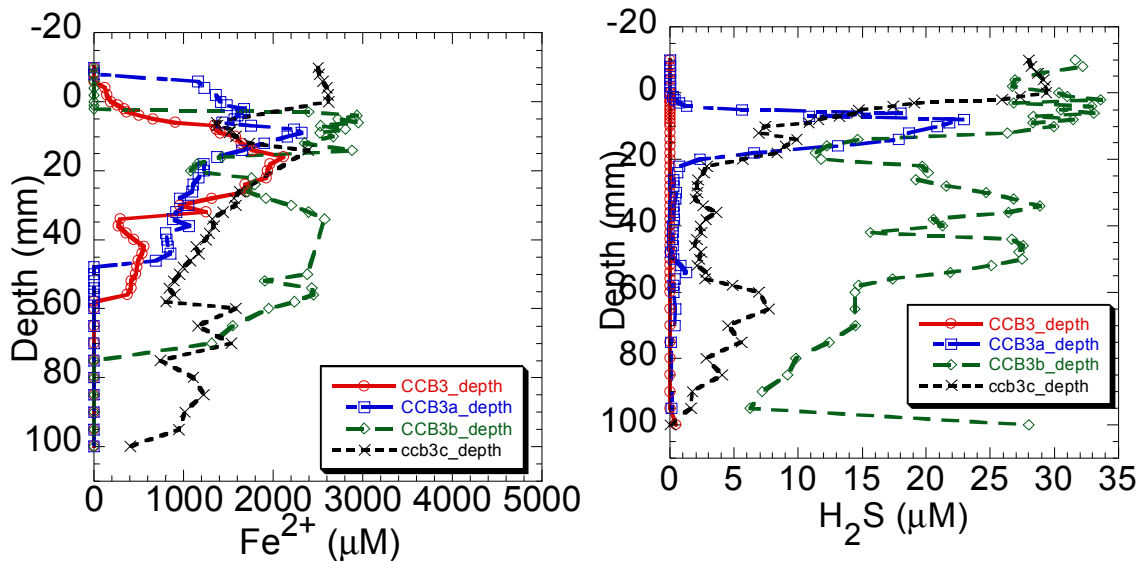 -20
0
20
40
60
80
100
Depth (mm)
0 1000 2000 3000 4000 5000
Fe²⁺ (μM)
CCB3_depth
CCB3a_depth
CCB3b_depth
ccb3c_depth
-20
0
20
40
60
80
100
Depth (mm)
0 5 10 15 20 25 30 35
H₂S (μM)
CCB3_depth
CCB3a_depth
CCB3b_depth
ccb3c_depth